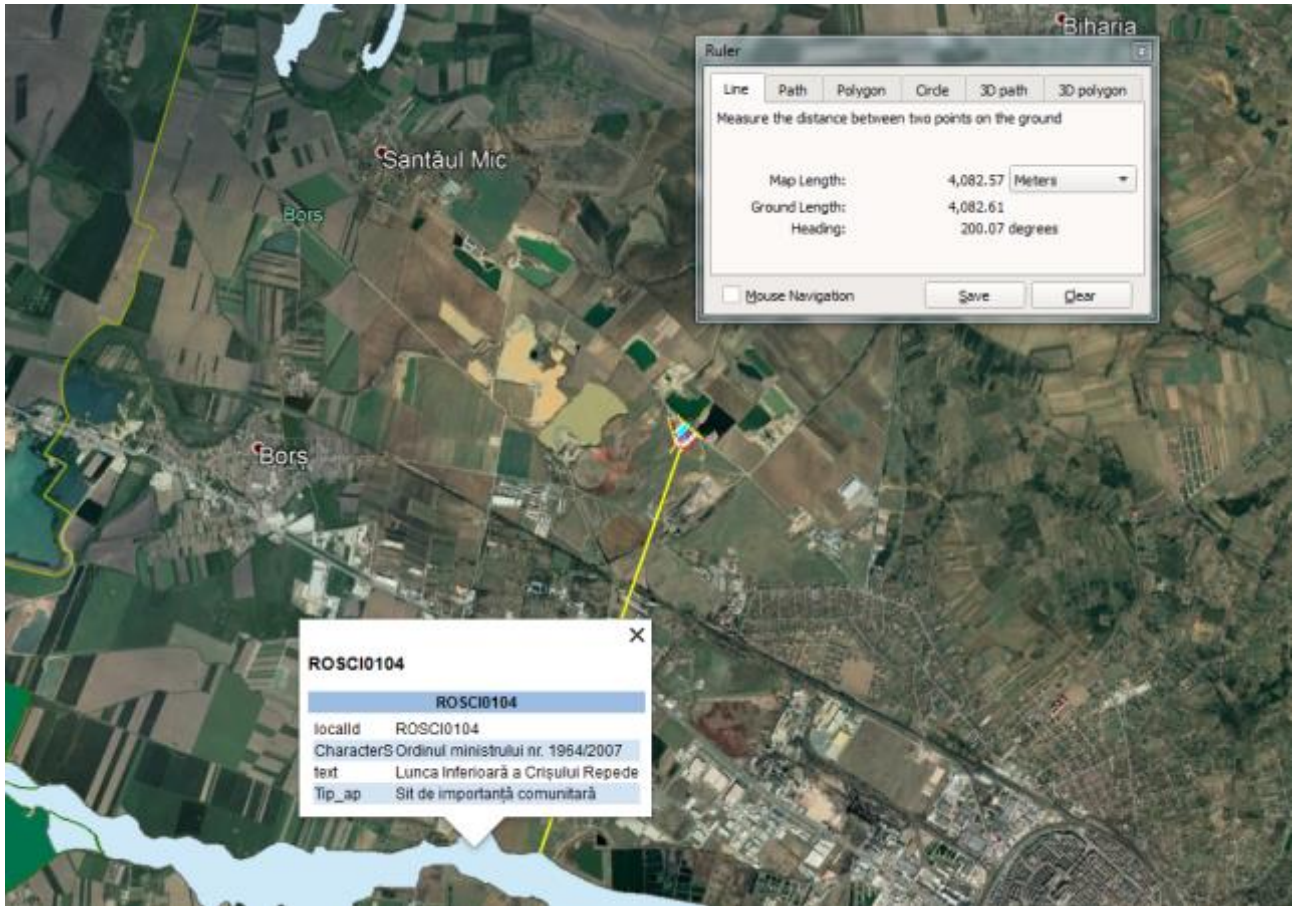 Biharia
Ruler
Line Path Polygon Circle 3D path 3D polygon
Measure the distance between two points on the ground
Map Length: 4,082.57 Meters
Ground Length: 4,082.61
Heading: 200.07 degrees
Mouse Navigation Save Clear
Santăul Mic
Borș
Borș
ROSCI0104
ROSCI0104
localId ROSCI0104
CharacterS Ordinul ministrului nr. 1964/2007
text Lunca Inferioară a Crișului Repede
Tip_ap Sit de importanță comunitară